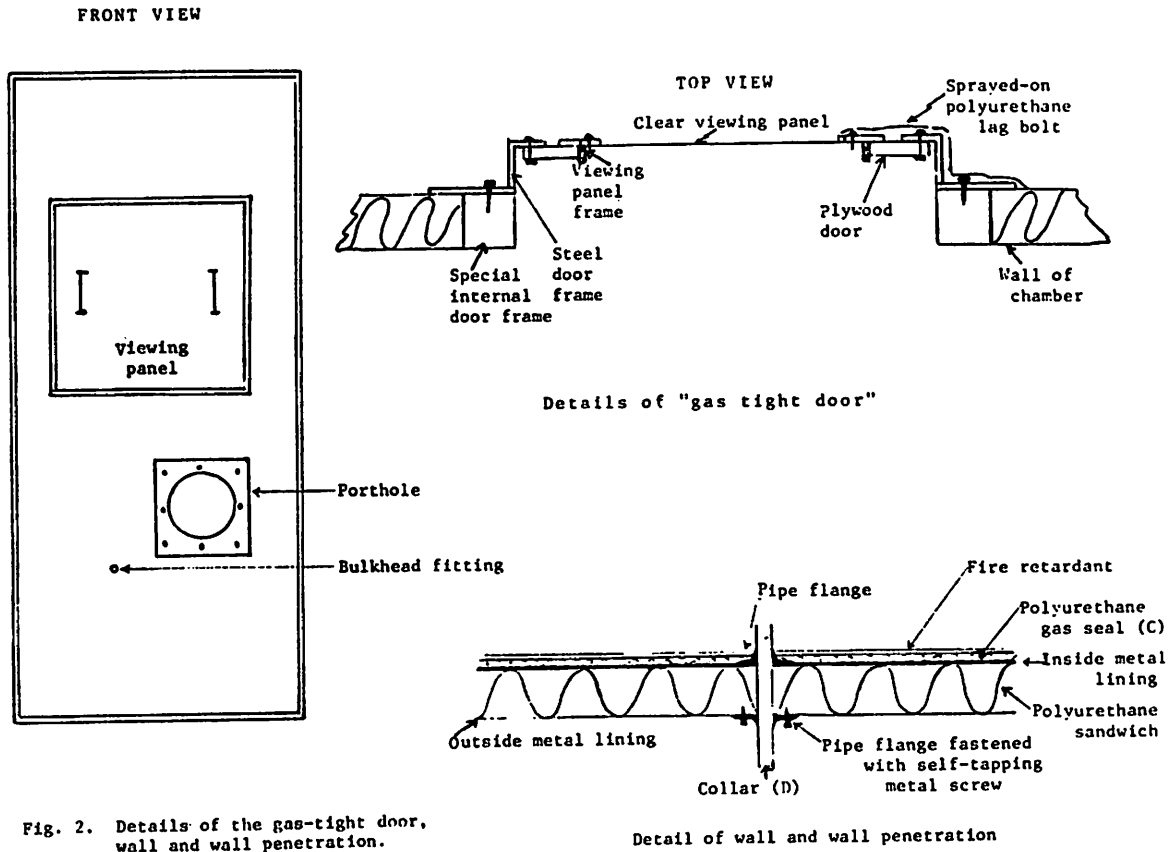 FRONT VIEW
Viewing
panel
Porthole
Bulkhead fitting
TOP VIEW
Clear viewing panel
Sprayed-on
polyurethane
lag bolt
Viewing
panel
frame
Plywood
door
Steel
door
frame
Special
internal
door frame
Wall of
chamber
Details of "gas tight door"
Pipe flange
Fire retardant
Polyurethane
gas seal (C)
Inside metal
lining
Polyurethane
sandwich
Outside metal lining
Pipe flange fastened
with self-tapping
metal screw
Collar (D)
Detail of wall and wall penetration
Fig. 2. Details of the gas-tight door,
wall and wall penetration.